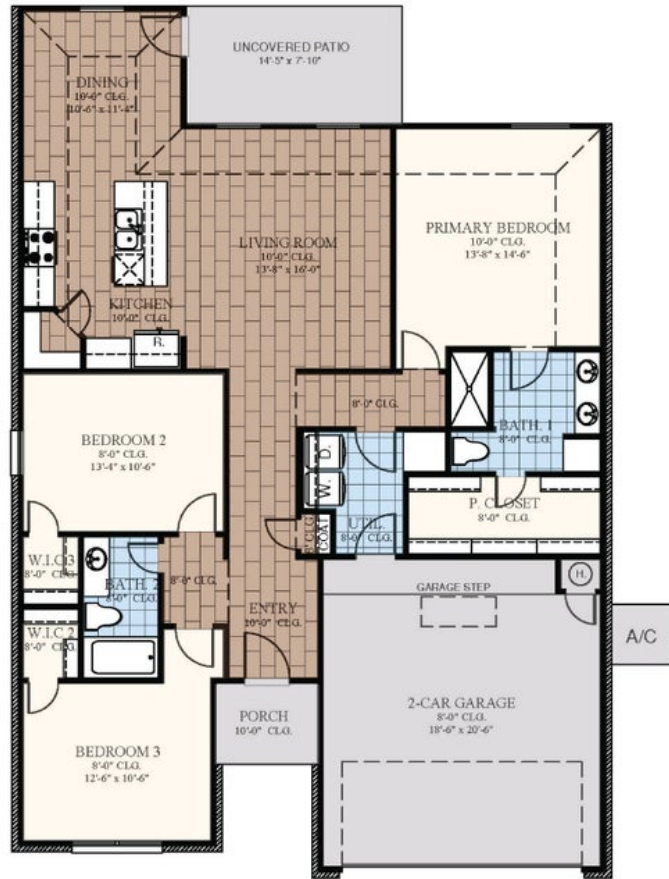 UNCOVERED PATIO
14'-5" x 7'-10"
DINING
10'-0" CLG.
10'-6" x 11'-4"
LIVING ROOM
10'-0" CLG.
13'-8" x 16'-0"
PRIMARY BEDROOM
10'-0" CLG.
13'-8" x 14'-6"
KITCHEN
10'-0" CLG.
R.
8'-0" CLG.
BATH. 1
8'-0" CLG.
BEDROOM 2
8'-0" CLG.
13'-4" x 10'-6"
D.
W.
UTIL.
8'-0" CLG.
COAT
8' CLG
P. CLOSET
8'-0" CLG.
W.I.C 3
8'-0" CLG.
BATH. 2
8'-0" CLG.
8'-0" CLG.
W.I.C 2
8'-0" CLG.
ENTRY
10'-0" CLG.
GARAGE STEP
H.
A/C
PORCH
10'-0" CLG.
2-CAR GARAGE
8'-0" CLG.
18'-6" x 20'-6"
BEDROOM 3
8'-0" CLG.
12'-6" x 10'-6"